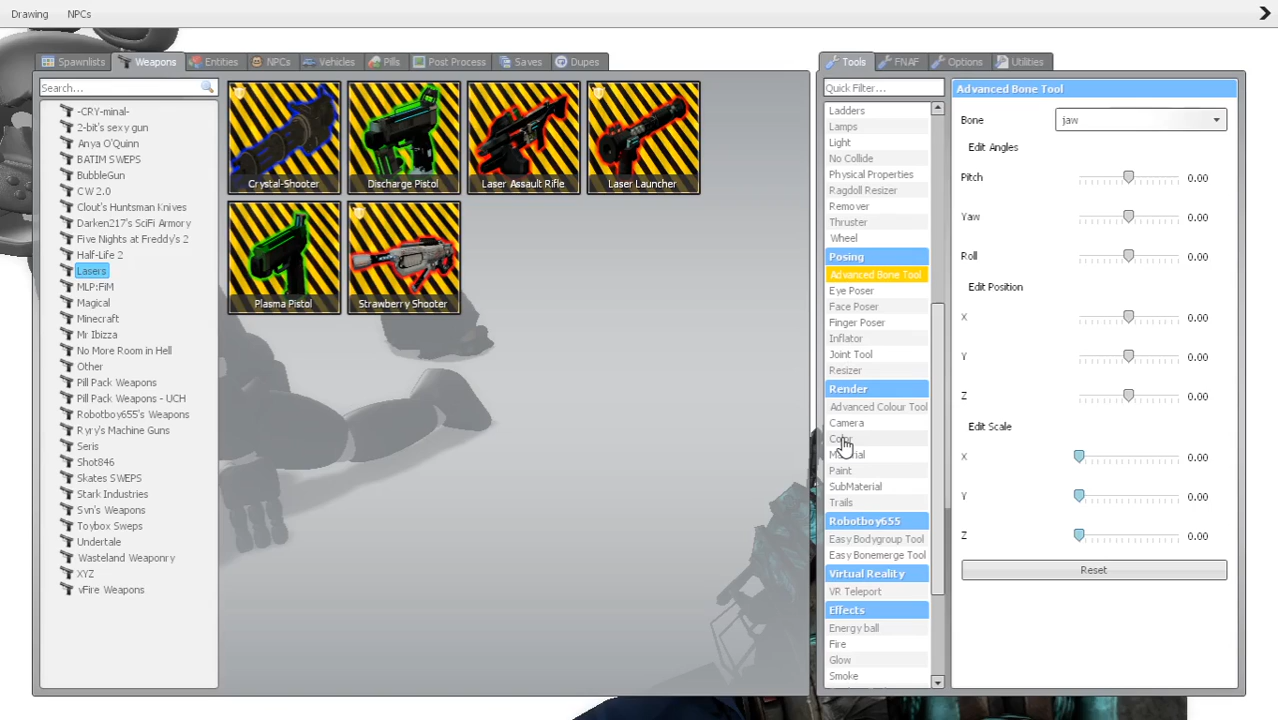 Drawing NPCs
Spawnlists Weapons Entities NPCs Vehicles Pills Post Process Saves Dupes
Search...
-CRY-minal-
2-bit's sexy gun
Anya O'Quinn
BATIM SWEPS
BubbleGun
CW 2.0
Clout's Huntsman Knives
Darken217's SciFi Armory
Five Nights at Freddy's 2
Half-Life 2
Lasers
MLP:FiM
Magical
Minecraft
Mr Ibizza
No More Room in Hell
Other
Pill Pack Weapons
Pill Pack Weapons - UCH
Robotboy655's Weapons
Ryry's Machine Guns
Seris
Shot846
Skates SWEPS
Stark Industries
Svn's Weapons
Toybox Sweps
Undertale
Wasteland Weaponry
XYZ
vFire Weapons
Crystal-Shooter Discharge Pistol Laser Assault Rifle Laser Launcher
Plasma Pistol Strawberry Shooter
Tools FNAF Options Utilities
Quick Filter...
Ladders
Lamps
Light
No Collide
Physical Properties
Ragdoll Resizer
Remover
Thruster
Wheel
Posing
Advanced Bone Tool
Eye Poser
Face Poser
Finger Poser
Inflator
Joint Tool
Resizer
Render
Advanced Colour Tool
Camera
Color
Material
Paint
SubMaterial
Trails
Robotboy655
Easy Bodygroup Tool
Easy Bonemerge Tool
Virtual Reality
VR Teleport
Effects
Energy ball
Fire
Glow
Smoke
Advanced Bone Tool
Bone jaw
Edit Angles
Pitch 0.00
Yaw 0.00
Roll 0.00
Edit Position
X 0.00
Y 0.00
Z 0.00
Edit Scale
X 0.00
Y 0.00
Z 0.00
Reset